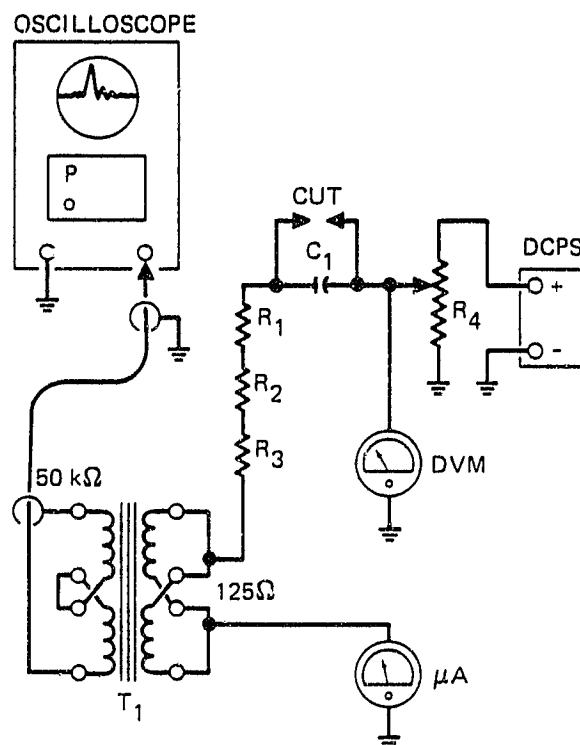 OSCILLOSCOPE
P
o
CUT
C1
DCPS
+
-
R1
R4
R2
R3
DVM
50 kΩ
125Ω
μA
T1